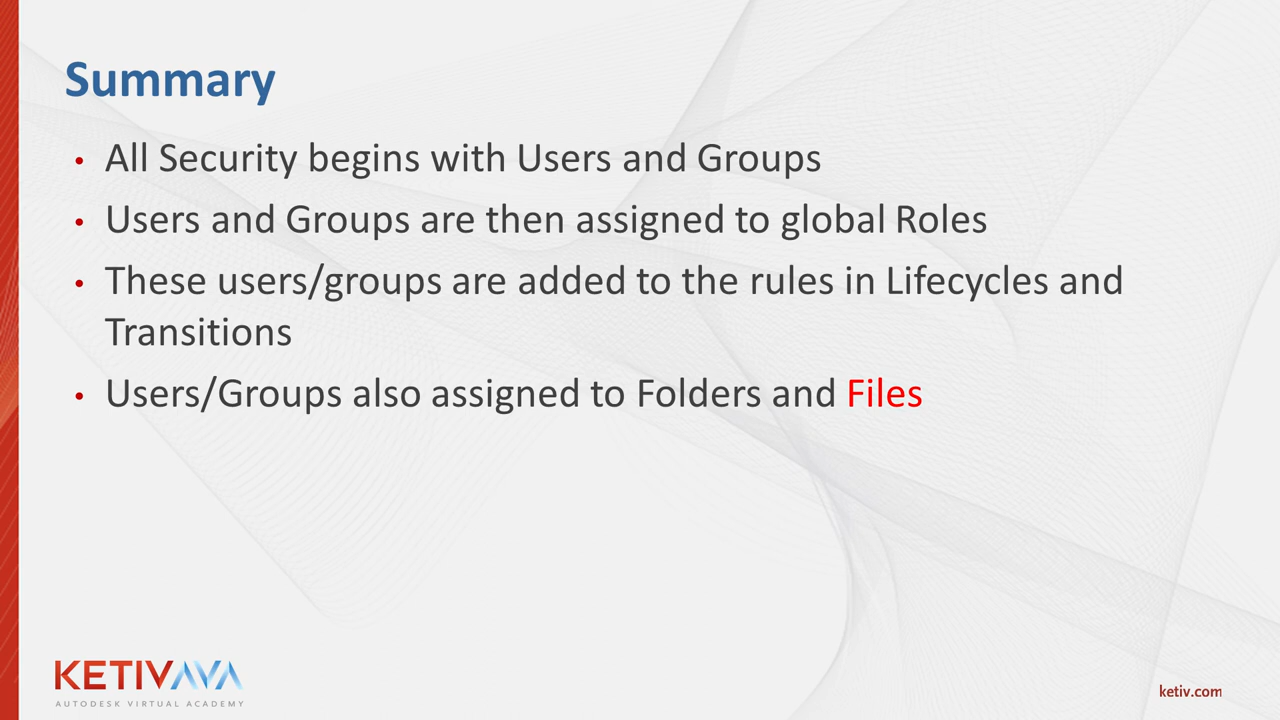 Summary
• All Security begins with Users and Groups
• Users and Groups are then assigned to global Roles
• These users/groups are added to the rules in Lifecycles and
Transitions
• Users/Groups also assigned to Folders and Files
KETIVAVA
AUTODESK VIRTUAL ACADEMY
ketiv.com